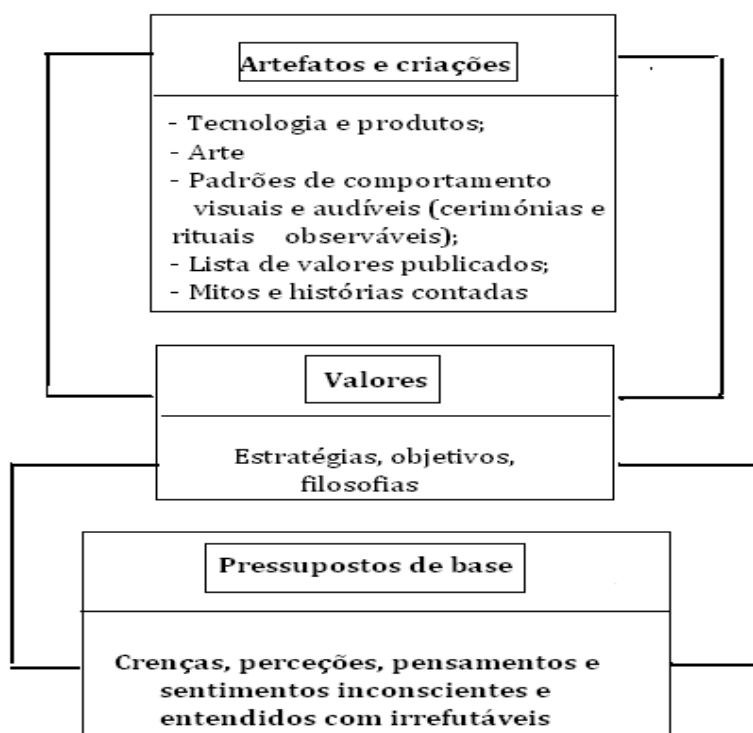 Artefatos e criações
- Tecnologia e produtos;
- Arte
- Padrões de comportamento
visuais e audíveis (cerimónias e
rituais observáveis);
- Lista de valores publicados;
- Mitos e histórias contadas
Valores
Estratégias, objetivos,
filosofias
Pressupostos de base
Crenças, perceções, pensamentos e
sentimentos inconscientes e
entendidos com irrefutáveis